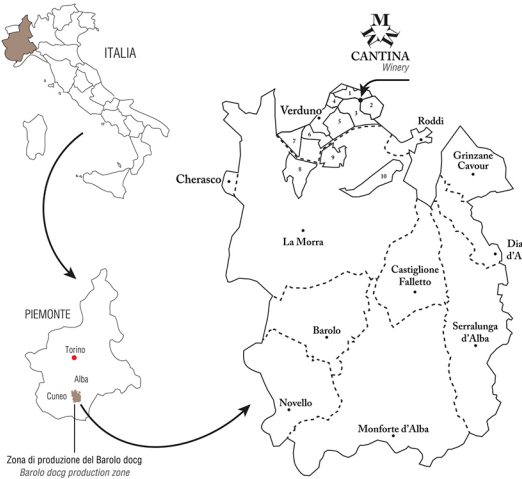 M
CANTINA
Winery
ITALIA
1
2
3
4
5
6
7
8
9
10
Verduno
Roddi
Grinzane
Cavour
Cherasco
La Morra
Dia
d'A
Castiglione
Falletto
PIEMONTE
Torino
Alba
Cuneo
Barolo
Serralunga
d'Alba
Novello
Monforte d'Alba
Zona di produzione del Barolo docg
Barolo docg production zone